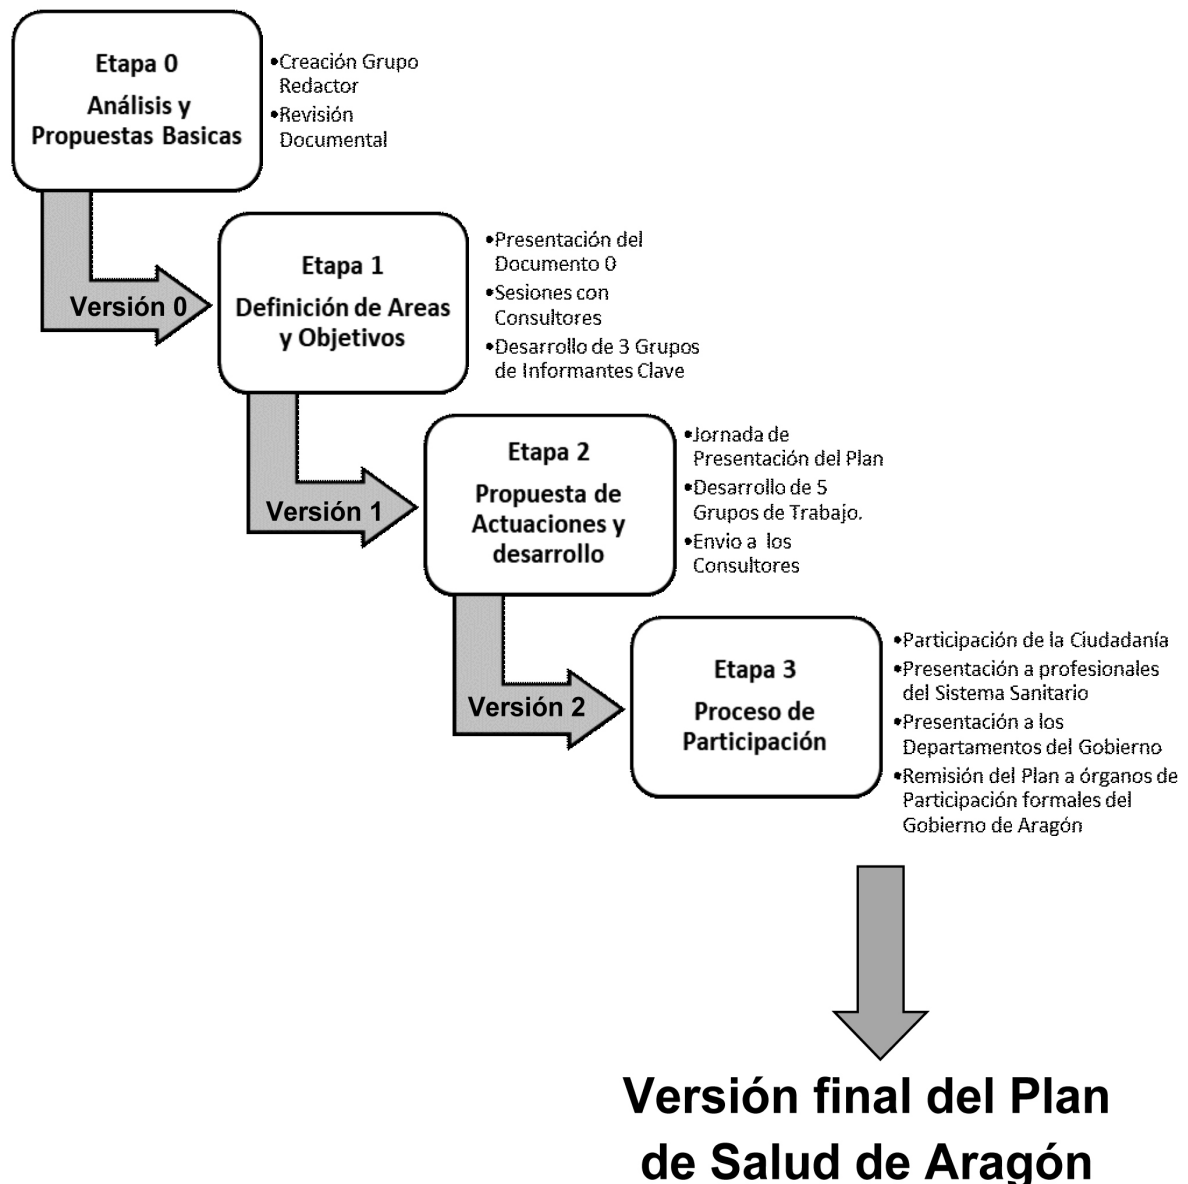 Etapa 0
Análisis y
Propuestas Basicas
•Creación Grupo
Redactor
•Revisión
Documental
Versión 0
Etapa 1
Definición de Areas
y Objetivos
•Presentación del
Documento 0
•Sesiones con
Consultores
•Desarrollo de 3 Grupos
de Informantes Clave
Versión 1
Etapa 2
Propuesta de
Actuaciones y
desarrollo
•Jornada de
Presentación del Plan
•Desarrollo de 5
Grupos de Trabajo.
•Envio a los
Consultores
Versión 2
Etapa 3
Proceso de
Participación
•Participación de la Ciudadanía
•Presentación a profesionales
del Sistema Sanitario
•Presentación a los
Departamentos del Gobierno
•Remisión del Plan a órganos de
Participación formales del
Gobierno de Aragón
Versión final del Plan
de Salud de Aragón